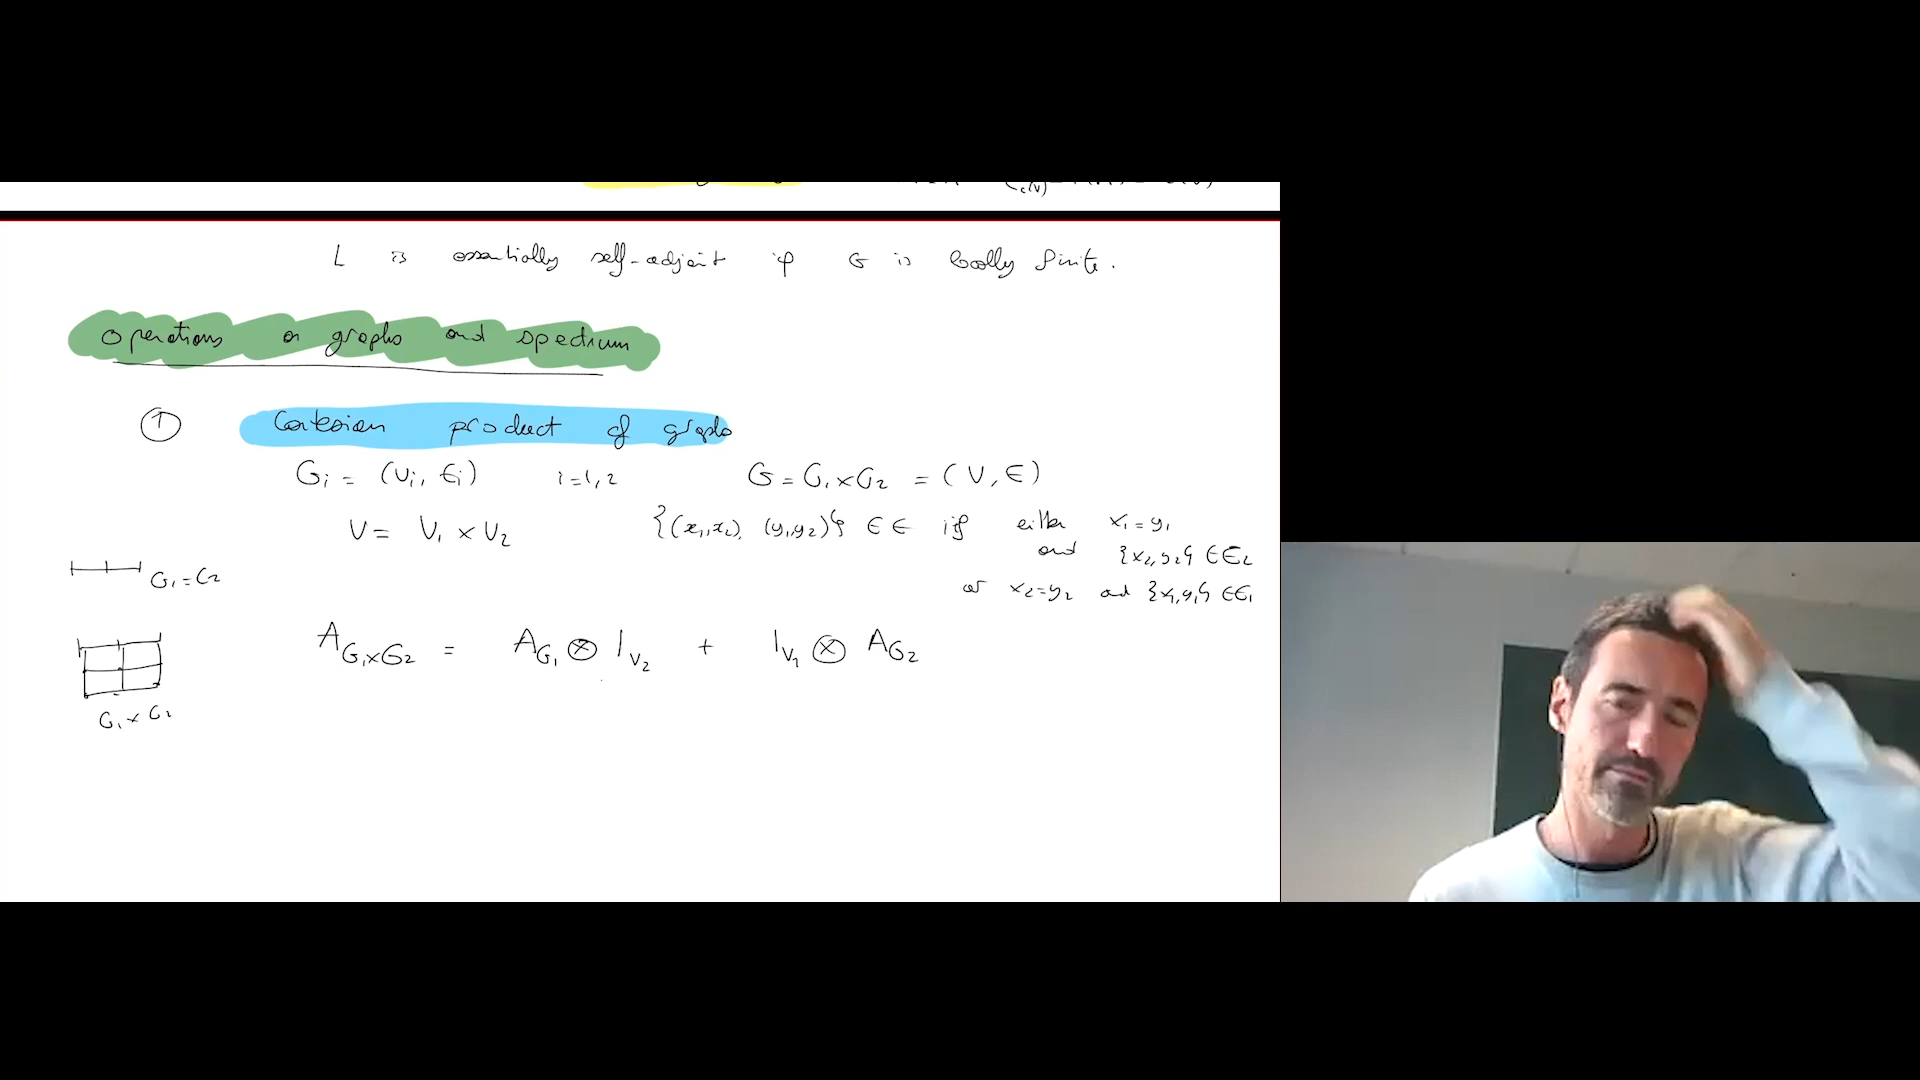 L is essentially self-adjoint if G is locally finite.
Operations on graphs and spectrum
① Cartesian product of graphs
Gᵢ = (Vᵢ, Eᵢ) i=1,2 G = G₁×G₂ = (V, E)
V = V₁ × V₂ {(x₁,x₂), (y₁,y₂)} ∈ E iff either x₁=y₁
and {x₂,y₂} ∈ E₂
or x₂=y₂ and {x₁,y₁} ∈ E₁
G₁=G₂
A_{G₁×G₂} = A_{G₁} ⊗ I_{V₂} + I_{V₁} ⊗ A_{G₂}
G₁ × G₂